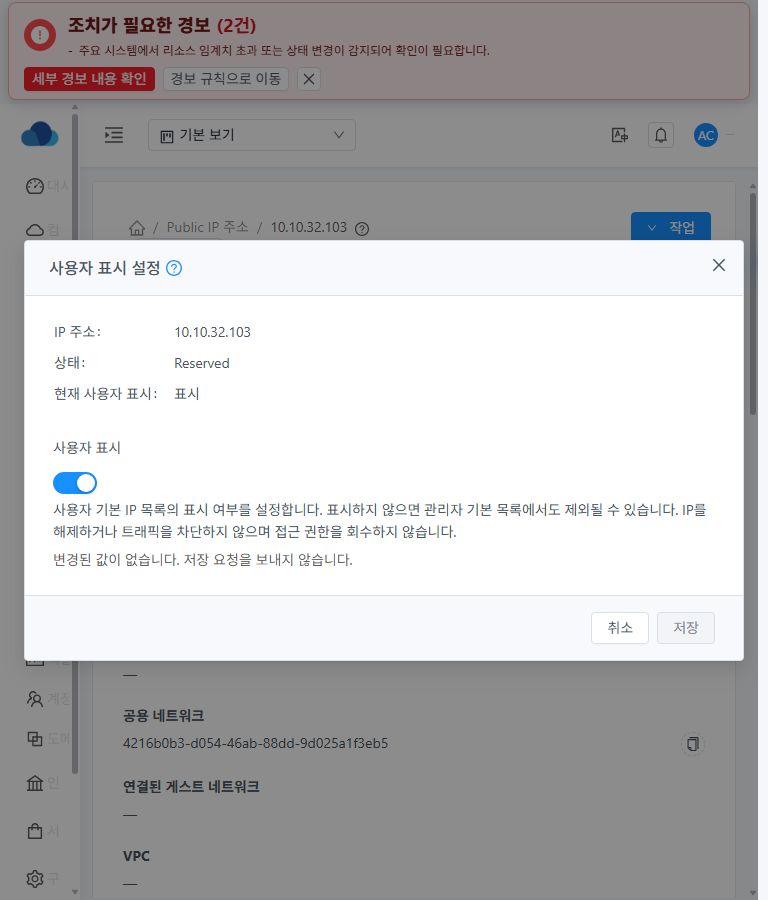 조치가 필요한 경보 (2건)
- 주요 시스템에서 리소스 임계치 초과 또는 상태 변경이 감지되어 확인이 필요합니다.
세부 경보 내용 확인
경보 규칙으로 이동
기본 보기
AC
대시
컴
/ Public IP 주소 / 10.10.32.103
작업
사용자 표시 설정
IP 주소: 10.10.32.103
상태: Reserved
현재 사용자 표시: 표시
사용자 표시
사용자 기본 IP 목록의 표시 여부를 설정합니다. 표시하지 않으면 관리자 기본 목록에서도 제외될 수 있습니다. IP를
해제하거나 트래픽을 차단하지 않으며 접근 권한을 회수하지 않습니다.
변경된 값이 없습니다. 저장 요청을 보내지 않습니다.
취소
저장
—
계정
공용 네트워크
도메
4216b0b3-d054-46ab-88dd-9d025a1f3eb5
인
연결된 게스트 네트워크
—
서
VPC
구
—